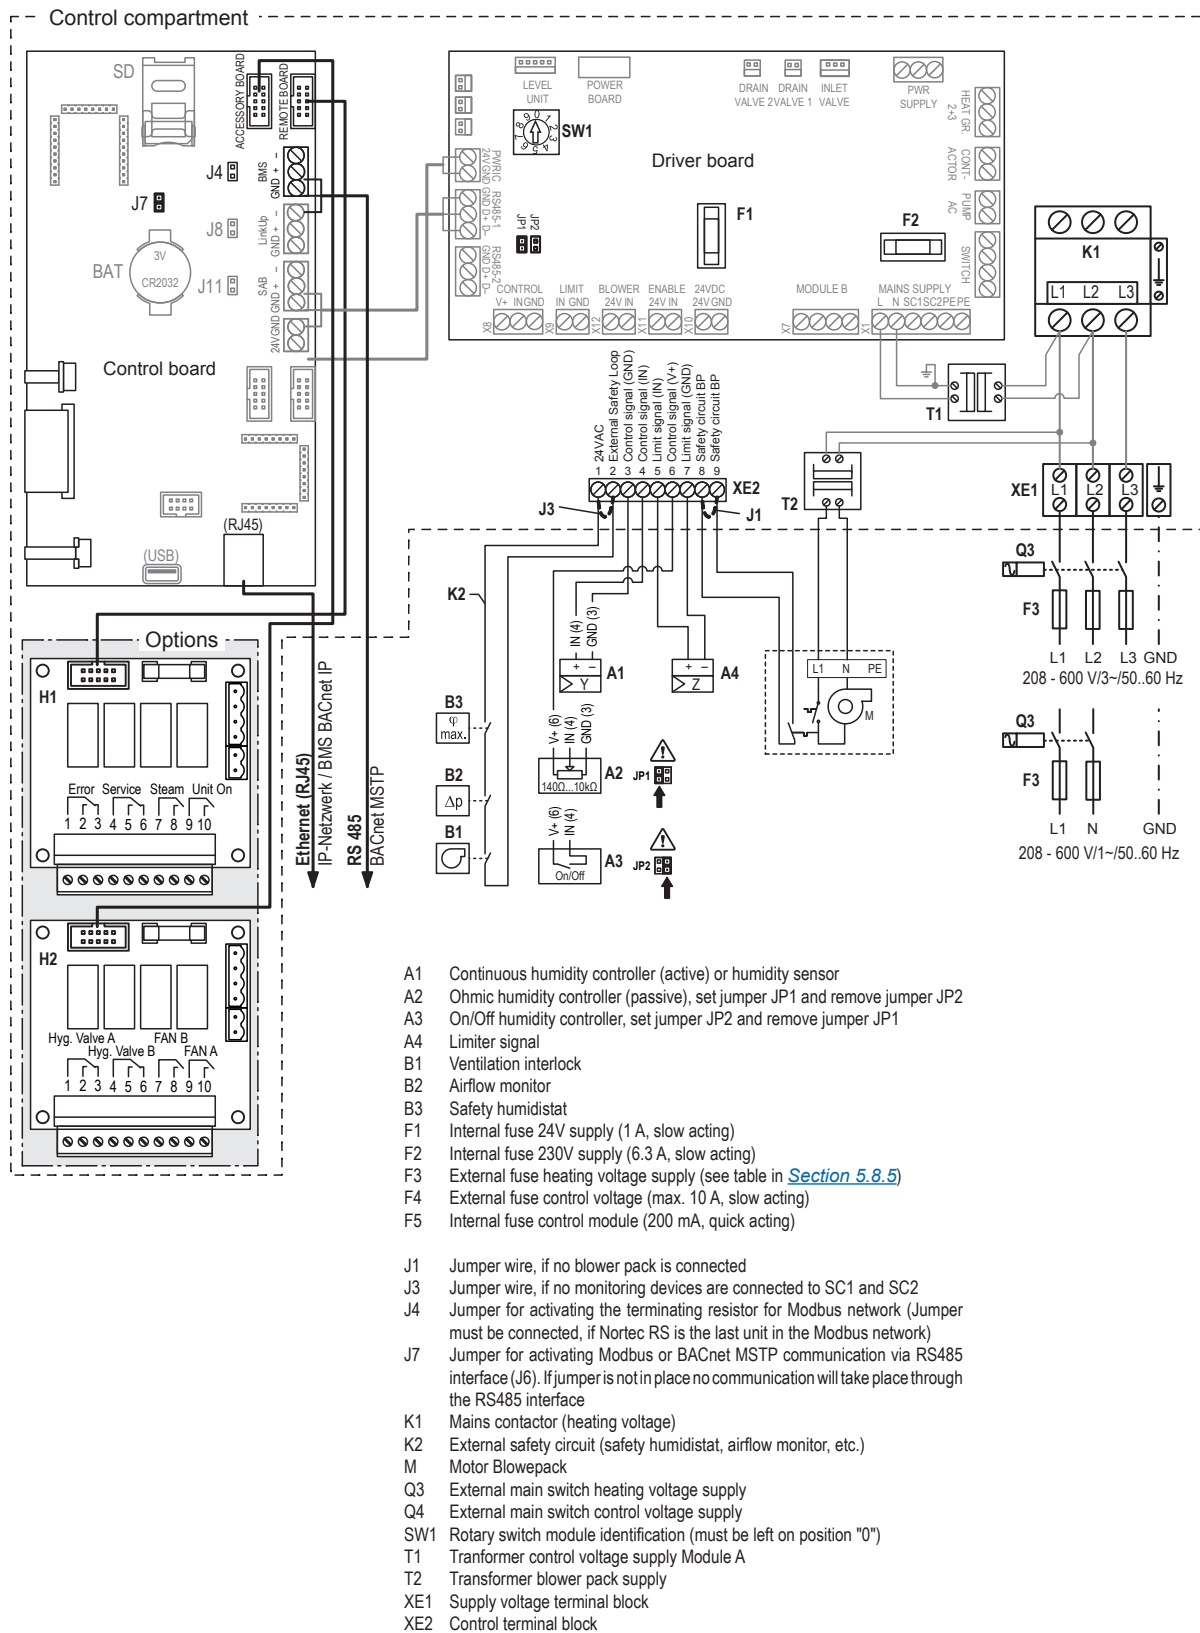 Control compartment
SD
ACCESSORY BOARD
REMOTE BOARD
J4
BMS
GND + –
J7
J8
LinkUp
GND + –
BAT
3V
CR2032
J11
SAB
GND + –
24VGND
Control board
(RJ45)
(USB)
LEVEL
UNIT
POWER
BOARD
DRAIN
VALVE 2
DRAIN
VALVE 1
INLET
VALVE
PWR
SUPPLY
0 1 2 3 4 5 6 7 8 9
SW1
Driver board
HEAT GR.
2+3
CONT-
ACTOR
PUMP
AC
SWITCH
PWRIC
24VGND
RS485-1
GND D+ D–
RS485-2
GND D+ D–
JP1
JP2
F1
F2
CONTROL
V+ IN GND
LIMIT
IN GND
BLOWER
24V IN
ENABLE
24V IN
24VDC
24V GND
MODULE B
MAINS SUPPLY
L N SC1SC2PEPE
X8
X9
X12
X11
X10
X7
X1
K1
L1 L2 L3
T1
24VAC
External Safety Loop
Control signal (GND)
Control signal (IN)
Limit signal (IN)
Control signal (V+)
Limit signal (GND)
Safety circuit BP
Safety circuit BP
1 2 3 4 5 6 7 8 9
XE2
J3
J1
T2
XE1
L1 L2 L3
Q3
F3
L1 L2 L3 GND
208 - 600 V/3~/50..60 Hz
Q3
F3
L1 N GND
208 - 600 V/1~/50..60 Hz
K2
IN (4)
GND (3)
+ –
Y
A1
+ –
Z
A4
L1 N PE
M
B3
φ
max.
B2
Δp
B1
V+ (6)
IN (4)
GND (3)
A2
140Ω...10kΩ
JP1
V+ (6)
IN (4)
A3
On/Off
JP2
Options
H1
Error Service Steam Unit On
1 2 3 4 5 6 7 8 9 10
H2
Hyg. Valve A
Hyg. Valve B
FAN B
FAN A
1 2 3 4 5 6 7 8 9 10
Ethernet (RJ45)
IP-Netzwerk / BMS BACnet IP
RS 485
BACnet MSTP
A1 Continuous humidity controller (active) or humidity sensor
A2 Ohmic humidity controller (passive), set jumper JP1 and remove jumper JP2
A3 On/Off humidity controller, set jumper JP2 and remove jumper JP1
A4 Limiter signal
B1 Ventilation interlock
B2 Airflow monitor
B3 Safety humidistat
F1 Internal fuse 24V supply (1 A, slow acting)
F2 Internal fuse 230V supply (6.3 A, slow acting)
F3 External fuse heating voltage supply (see table in Section 5.8.5)
F4 External fuse control voltage (max. 10 A, slow acting)
F5 Internal fuse control module (200 mA, quick acting)
J1 Jumper wire, if no blower pack is connected
J3 Jumper wire, if no monitoring devices are connected to SC1 and SC2
J4 Jumper for activating the terminating resistor for Modbus network (Jumper
must be connected, if Nortec RS is the last unit in the Modbus network)
J7 Jumper for activating Modbus or BACnet MSTP communication via RS485
interface (J6). If jumper is not in place no communication will take place through
the RS485 interface
K1 Mains contactor (heating voltage)
K2 External safety circuit (safety humidistat, airflow monitor, etc.)
M Motor Blowepack
Q3 External main switch heating voltage supply
Q4 External main switch control voltage supply
SW1 Rotary switch module identification (must be left on position "0")
T1 Tranformer control voltage supply Module A
T2 Transformer blower pack supply
XE1 Supply voltage terminal block
XE2 Control terminal block